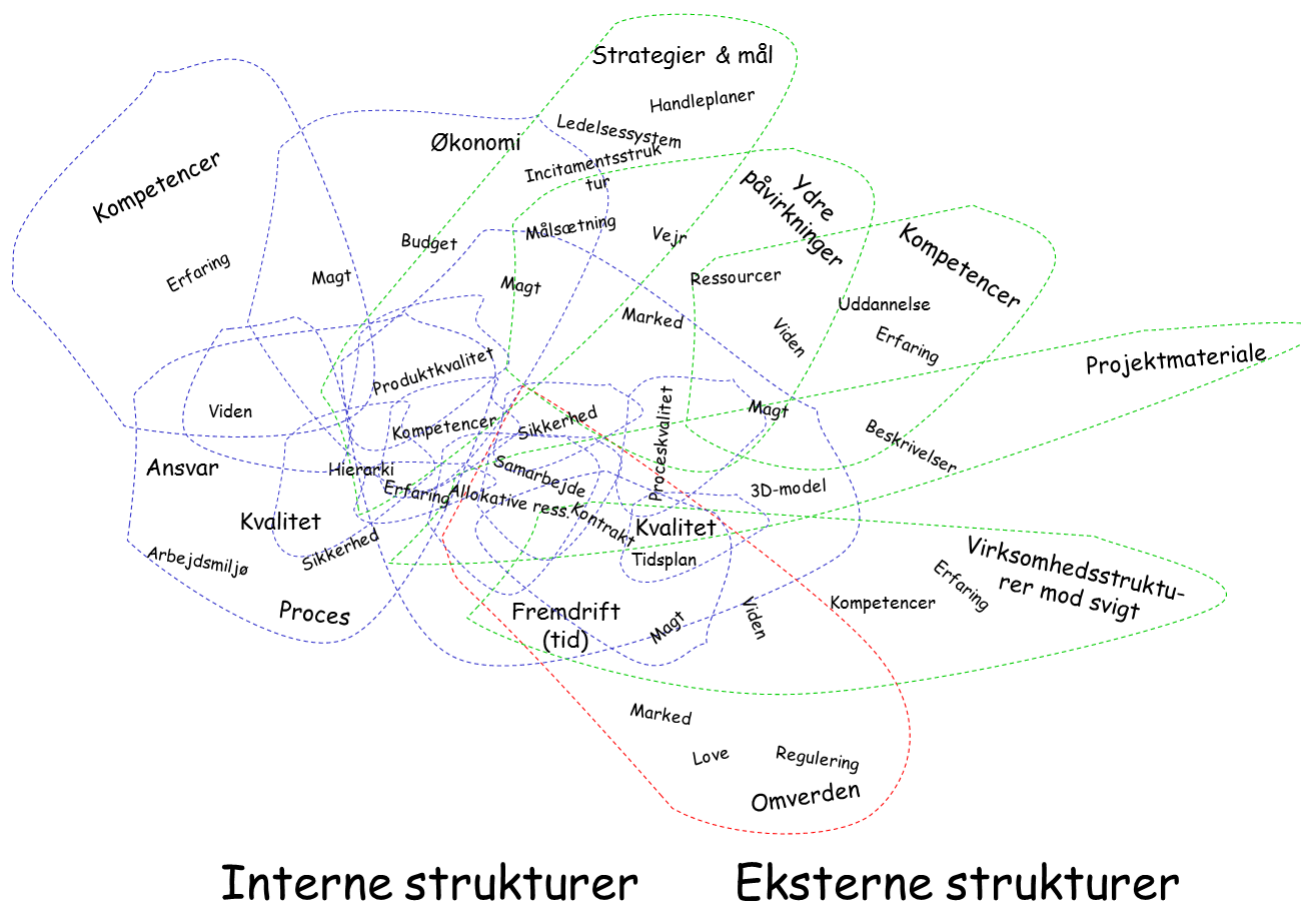 Strategier & mål
Handleplaner
Ledelsessystem
Økonomi
Incitamentsstruk
tur
Kompetencer
Ydre
påvirkninger
Målsætning
Vejr
Budget
Kompetencer
Erfaring
Magt
Magt
Ressourcer
Uddannelse
Marked
Viden
Erfaring
Projektmateriale
Produktkvalitet
Viden
Kompetencer
Sikkerhed
Proceskvalitet
Magt
Beskrivelser
Ansvar
Hierarki
Erfaring
Samarbejde
Allokative ress.
Kontrakt
3D-model
Kvalitet
Kvalitet
Sikkerhed
Arbejdsmiljø
Tidsplan
Virksomhedsstruktu-
rer mod svigt
Erfaring
Proces
Fremdrift
(tid)
Magt
Viden
Kompetencer
Marked
Love
Regulering
Omverden
Interne strukturer
Eksterne strukturer